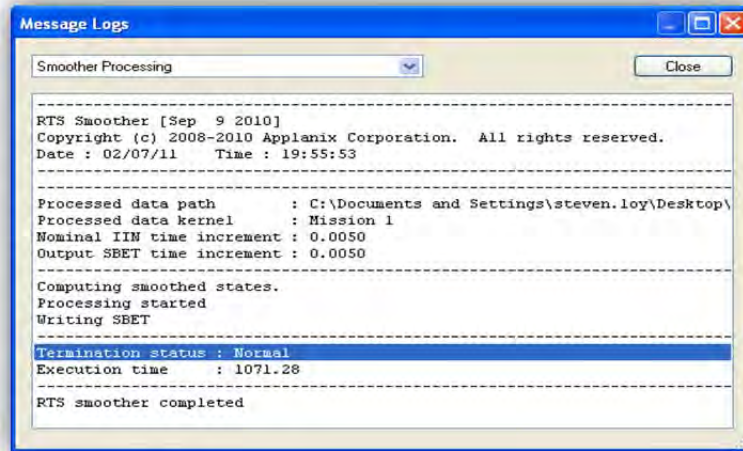 Message Logs
Smoother Processing
Close
--------------------------------------------------------------------------------
RTS Smoother [Sep  9 2010]
Copyright (c) 2008-2010 Applanix Corporation.  All rights reserved.
Date : 02/07/11    Time : 19:55:53
--------------------------------------------------------------------------------
--------------------------------------------------------------------------------
Processed data path        : C:\Documents and Settings\steven.loy\Desktop\
Processed data kernel      : Mission 1
Nominal IIN time increment : 0.0050
Output SBET time increment : 0.0050
--------------------------------------------------------------------------------
Computing smoothed states.
Processing started
Writing SBET
--------------------------------------------------------------------------------
Termination status : Normal
Execution time     : 1071.28
--------------------------------------------------------------------------------
RTS smoother completed